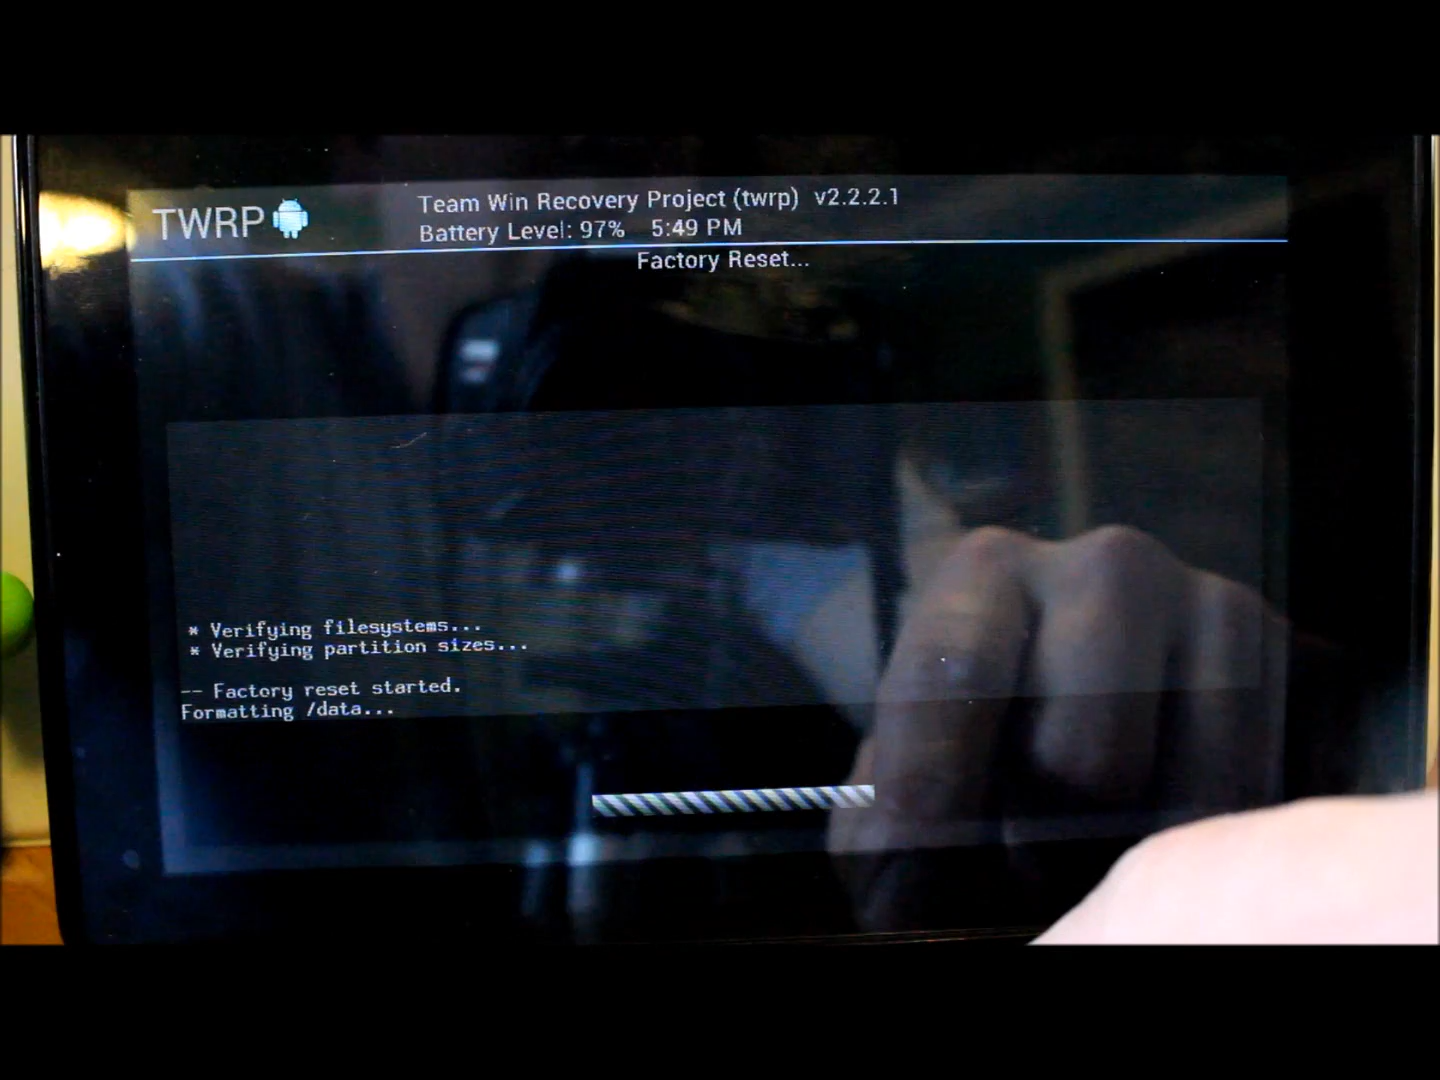 TWRP
Team Win Recovery Project (twrp) v2.2.2.1
Battery Level: 97% 5:49 PM
Factory Reset...
* Verifying filesystems...
* Verifying partition sizes...
-- Factory reset started.
Formatting /data...